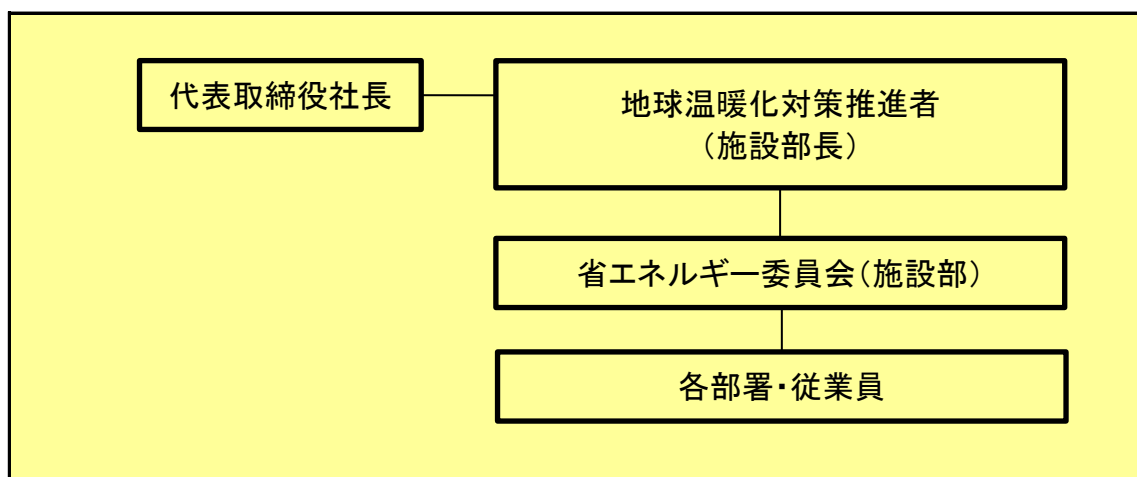 代表取締役社長
地球温暖化対策推進者
（施設部長）
省エネルギー委員会（施設部）
各部署・従業員